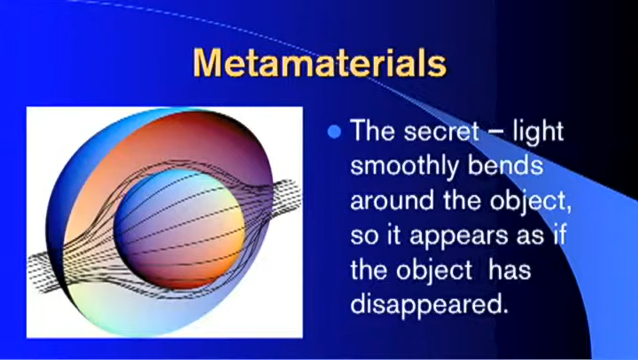 Metamaterials
The secret – light
smoothly bends
around the object,
so it appears as if
the object has
disappeared.